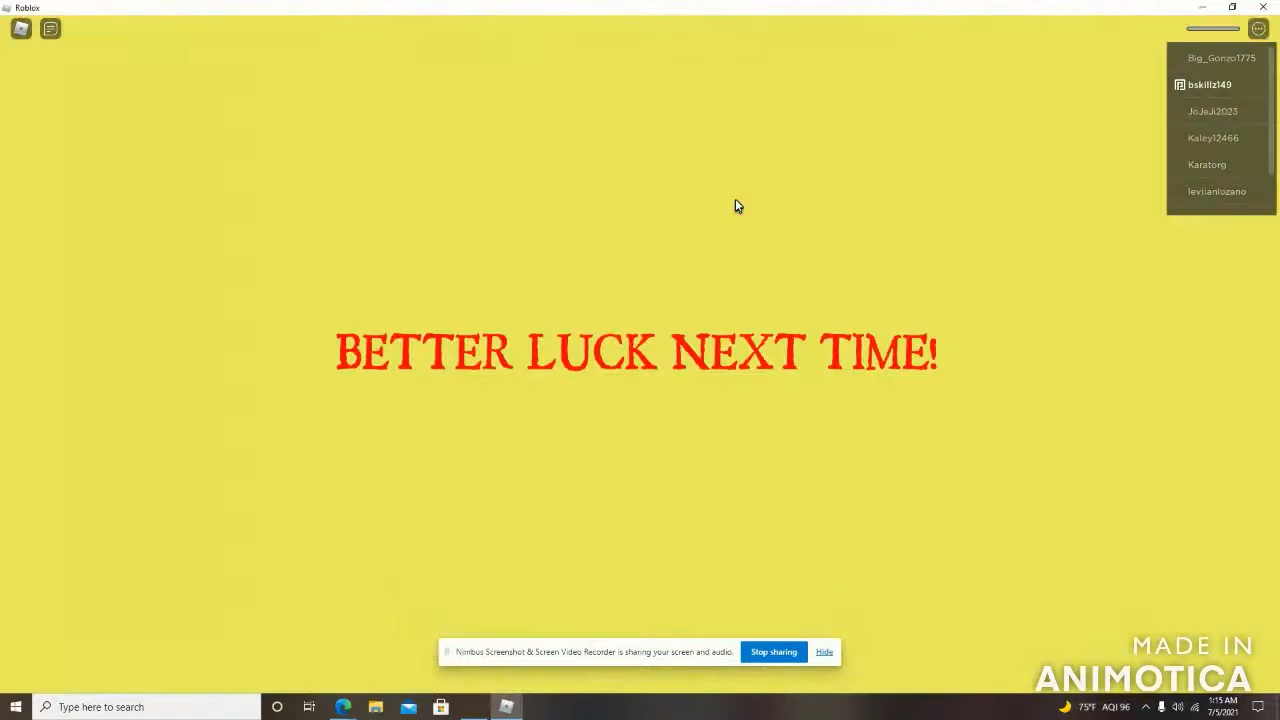 Roblox
Big_Gonzo1775
bskillz149
JoJeJi2023
Kaley12466
Karatorg
leviianlozano
BETTER LUCK NEXT TIME!
Nimbus Screenshot & Screen Video Recorder is sharing your screen and audio.
Stop sharing
Hide
MADE IN
ANIMOTICA
Type here to search
75°F AQI 96
1:15 AM
7/5/2021